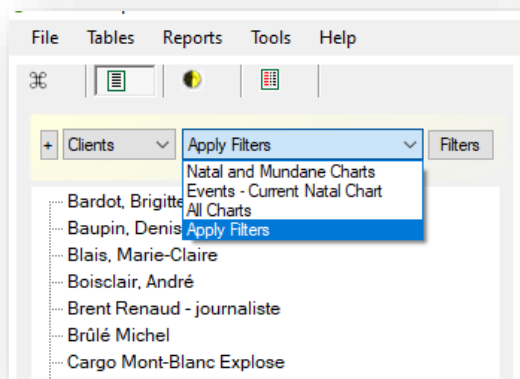 File Tables Reports Tools Help
+ Clients Apply Filters Filters
Natal and Mundane Charts
Events - Current Natal Chart
All Charts
Apply Filters
Bardot, Brigitte
Baupin, Denis
Blais, Marie-Claire
Boisclair, André
Brent Renaud - journaliste
Brûlé Michel
Cargo Mont-Blanc Explose